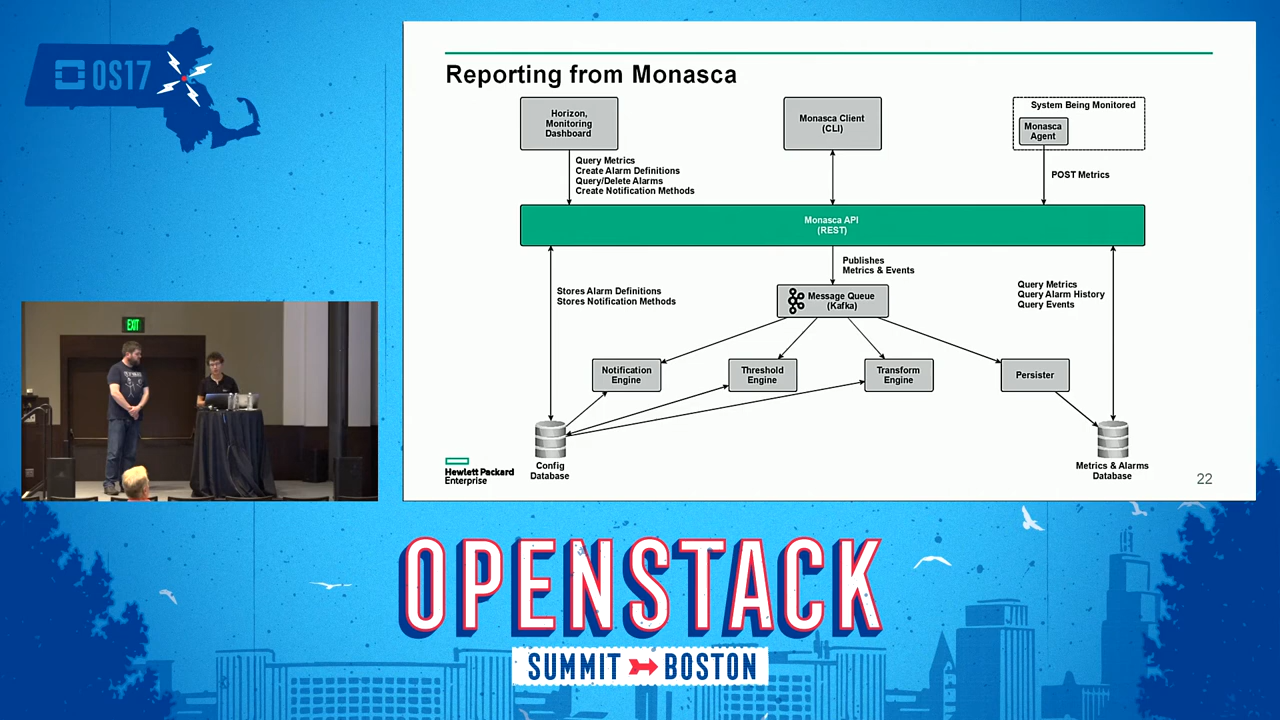 OS17
Reporting from Monasca
Horizon,
Monitoring
Dashboard
Monasca Client
(CLI)
System Being Monitored
Monasca
Agent
Query Metrics
Create Alarm Definitions
Query/Delete Alarms
Create Notification Methods
POST Metrics
Monasca API
(REST)
Publishes
Metrics & Events
Stores Alarm Definitions
Stores Notification Methods
Query Metrics
Query Alarm History
Query Events
Message Queue
(Kafka)
Notification
Engine
Threshold
Engine
Transform
Engine
Persister
Config
Database
Metrics & Alarms
Database
Hewlett Packard
Enterprise
22
EXIT
OPENSTACK
SUMMIT BOSTON